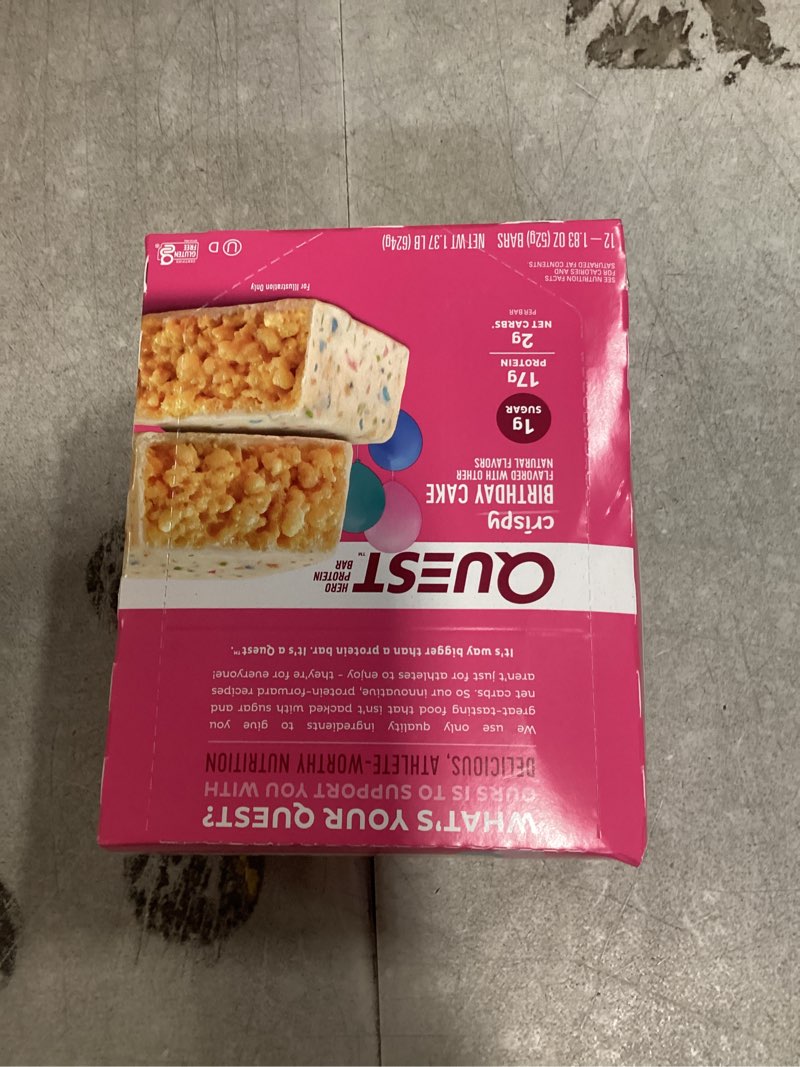 WHAT'S YOUR QUEST?
OURS IS TO SUPPORT YOU WITH
DELICIOUS, ATHLETE-WORTHY NUTRITION
We use only quality ingredients to give you
great-tasting food that isn't packed with sugar and
net carbs. So our innovative, protein-forward recipes
aren't just for athletes to enjoy - they're for everyone!
It's way bigger than a protein bar. It's a Quest™.
QUEST™
HERO
PROTEIN
BAR
crispy
BIRTHDAY CAKE
FLAVORED WITH OTHER
NATURAL FLAVORS
1g
SUGAR
17g
PROTEIN
2g
NET CARBS*
PER BAR
SEE NUTRITION FACTS
FOR CALORIES AND
SATURATED FAT CONTENTS.
For Illustration Only
12 – 1.83 OZ (52g) BARS NET WT 1.37 LB (624g)
U D
GLUTEN
FREE